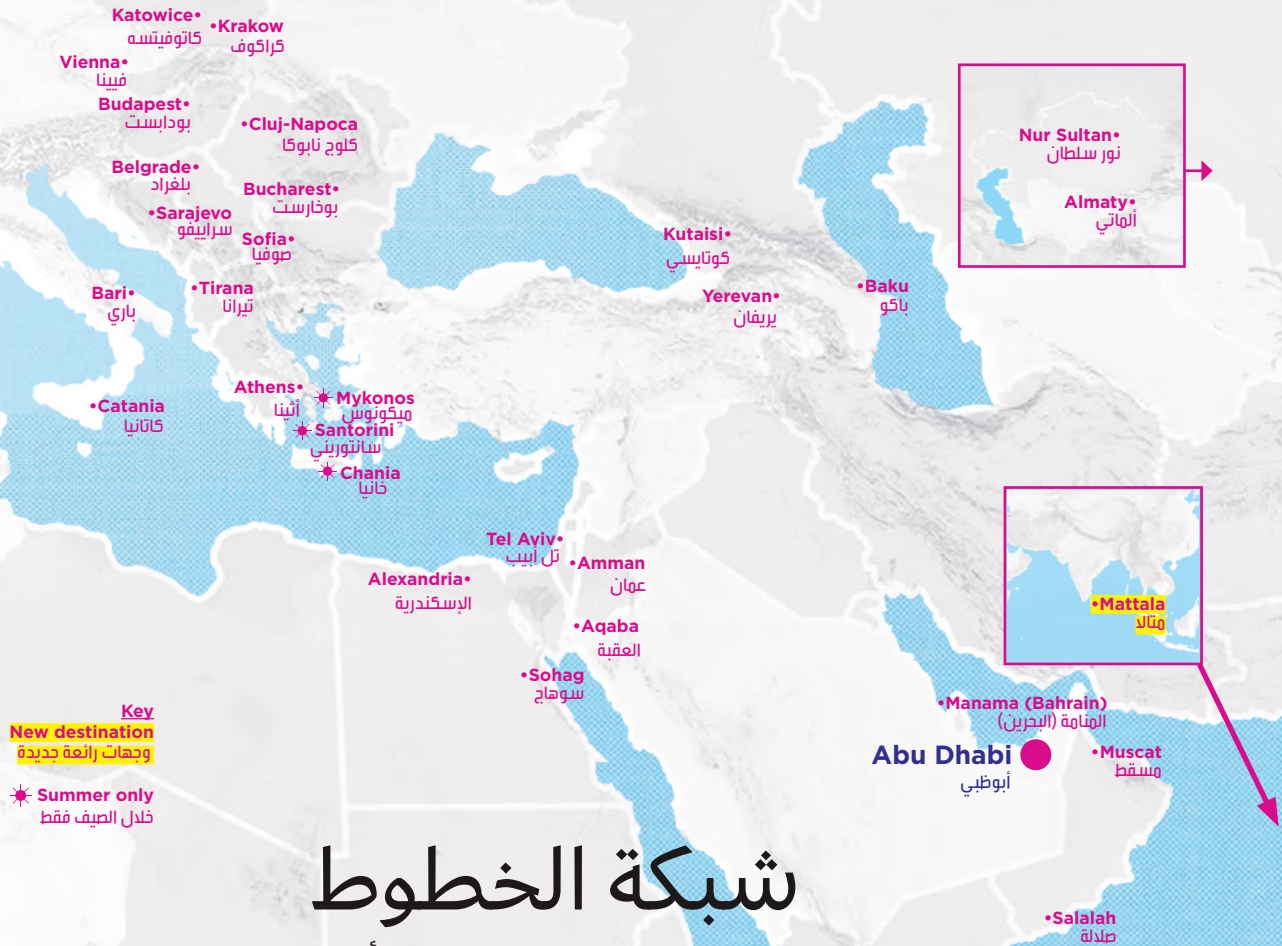 Katowice
كاتوفيتسه
Krakow
كراكوف
Vienna
فيينا
Budapest
بودابست
Cluj-Napoca
كلوج نابوكا
Belgrade
بلغراد
Bucharest
بوخارست
Sarajevo
سراييفو
Sofia
صوفيا
Bari
باري
Tirana
تيرانا
Kutaisi
كوتايسي
Yerevan
يريفان
Baku
باكو
Nur Sultan
نور سلطان
Almaty
ألماتي
Catania
كاتانيا
Athens
أثينا
Mykonos
ميكونوس
Santorini
سانتوريني
Chania
خانيا
Tel Aviv
تل أبيب
Amman
عمان
Alexandria
الإسكندرية
Aqaba
العقبة
Sohag
سوهاج
Mattala
متالا
Manama (Bahrain)
المنامة (البحرين)
Abu Dhabi
أبوظبي
Muscat
مسقط
Salalah
صلالة
Key
New destination
وجهات رائعة جديدة
Summer only
خلال الصيف فقط
شبكة الخطوط